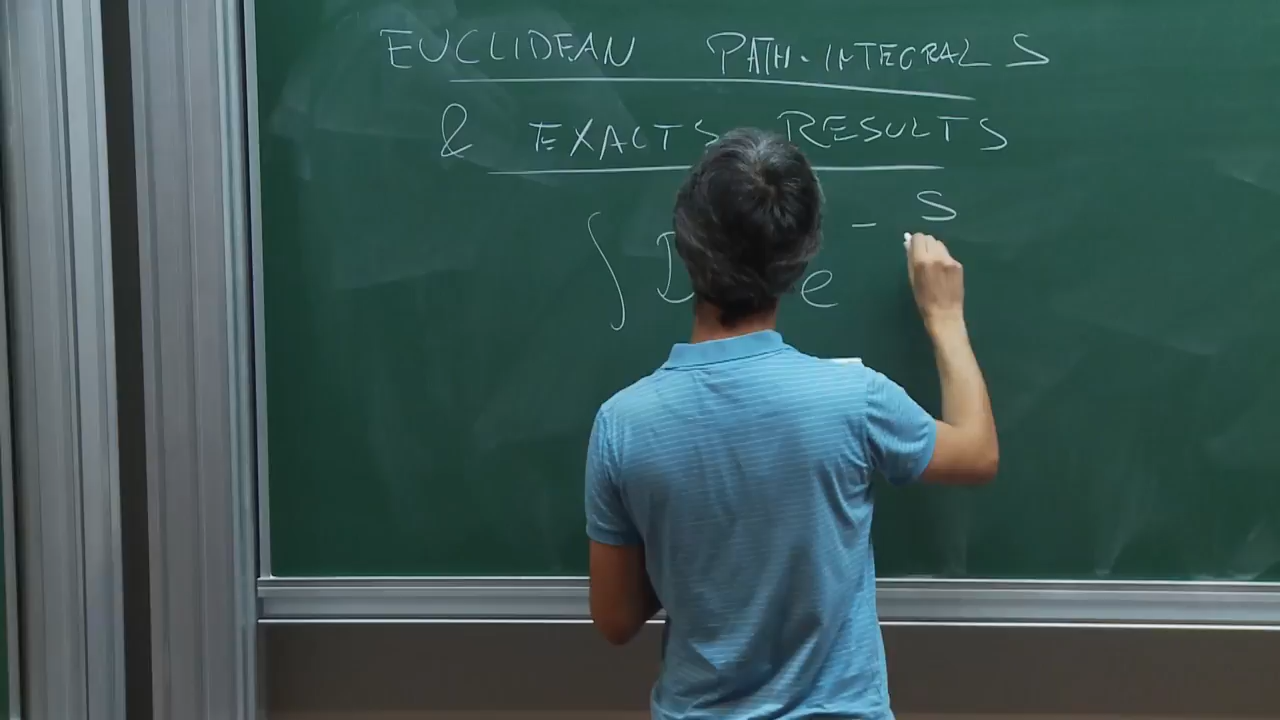 EUCLIDEAN PATH-INTEGRALS
& EXACTS RESULTS
∫ D e^{- S}